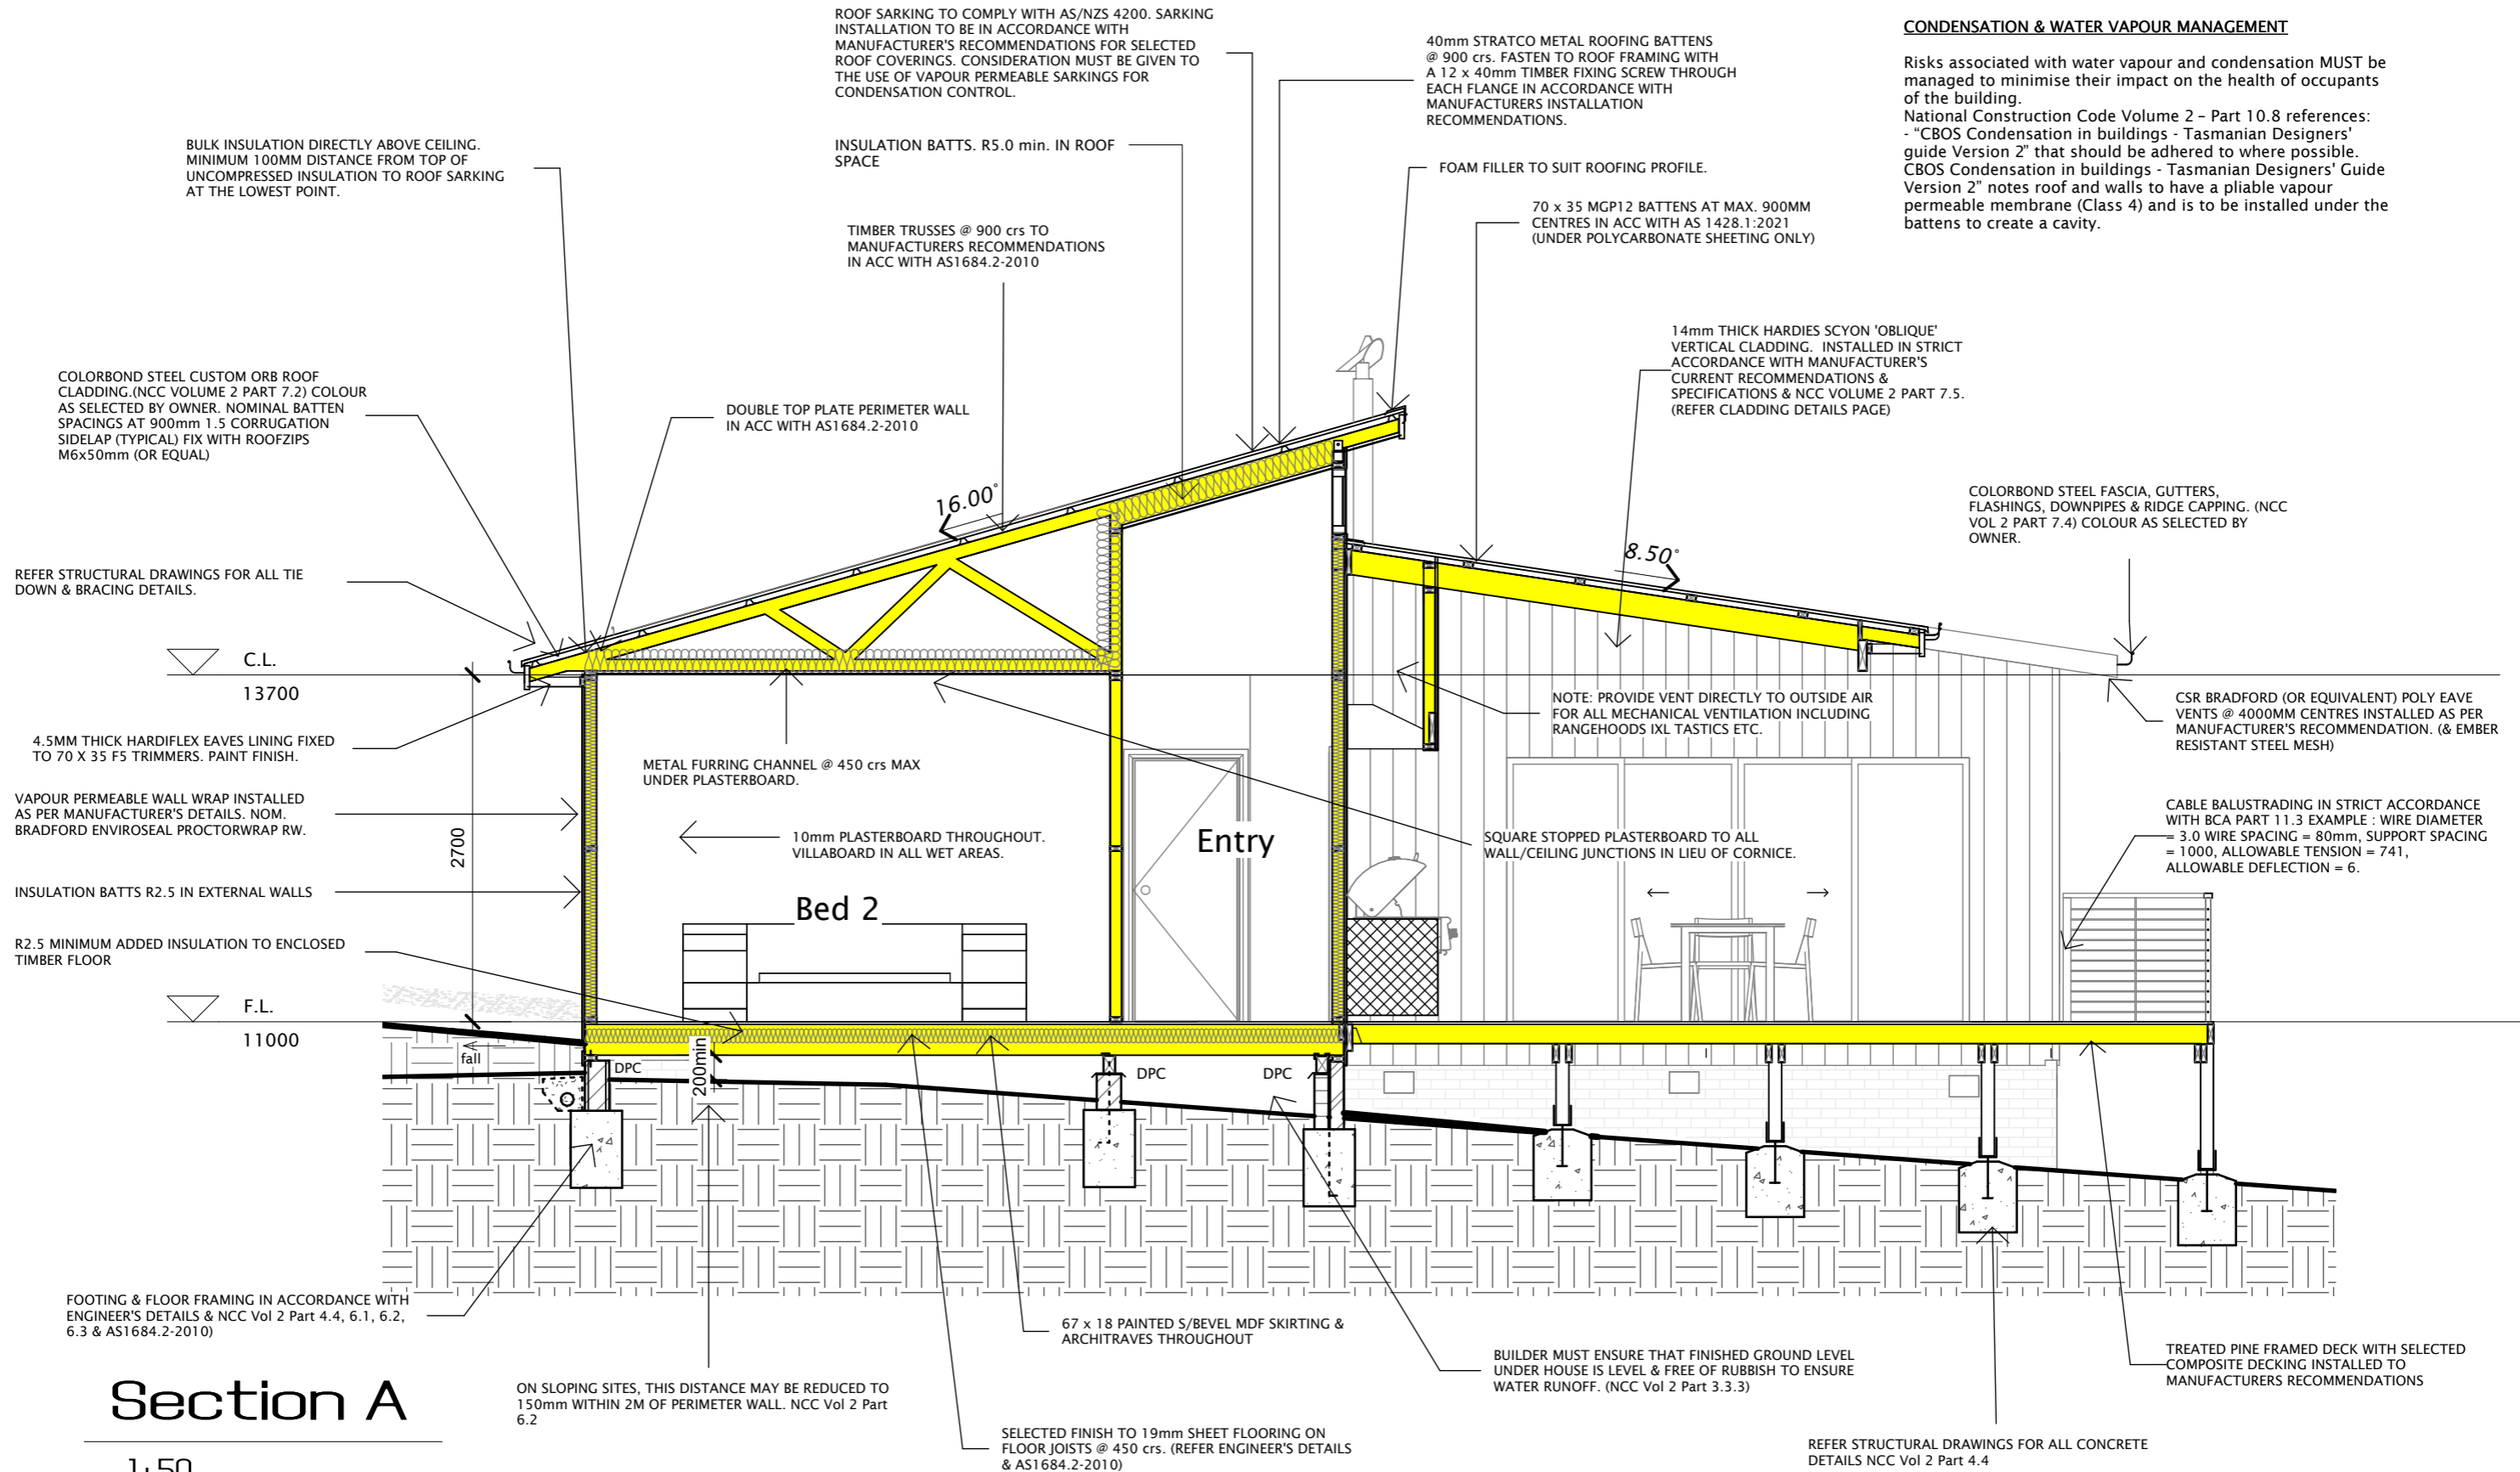 ROOF SARKING TO COMPLY WITH AS/NZS 4200. SARKING
INSTALLATION TO BE IN ACCORDANCE WITH
MANUFACTURER'S RECOMMENDATIONS FOR SELECTED
ROOF COVERINGS. CONSIDERATION MUST BE GIVEN TO
THE USE OF VAPOUR PERMEABLE SARKINGS FOR
CONDENSATION CONTROL.
40mm STRATCO METAL ROOFING BATTENS
@ 900 crs. FASTEN TO ROOF FRAMING WITH
A 12 x 40mm TIMBER FIXING SCREW THROUGH
EACH FLANGE IN ACCORDANCE WITH
MANUFACTURERS INSTALLATION
RECOMMENDATIONS.
CONDENSATION & WATER VAPOUR MANAGEMENT
Risks associated with water vapour and condensation MUST be
managed to minimise their impact on the health of occupants
of the building.
National Construction Code Volume 2 – Part 10.8 references:
- "CBOS Condensation in buildings - Tasmanian Designers'
guide Version 2" that should be adhered to where possible.
CBOS Condensation in buildings - Tasmanian Designers' Guide
Version 2" notes roof and walls to have a pliable vapour
permeable membrane (Class 4) and is to be installed under the
battens to create a cavity.
BULK INSULATION DIRECTLY ABOVE CEILING.
MINIMUM 100MM DISTANCE FROM TOP OF
UNCOMPRESSED INSULATION TO ROOF SARKING
AT THE LOWEST POINT.
INSULATION BATTS. R5.0 min. IN ROOF
SPACE
FOAM FILLER TO SUIT ROOFING PROFILE.
70 x 35 MGP12 BATTENS AT MAX. 900MM
CENTRES IN ACC WITH AS 1428.1:2021
(UNDER POLYCARBONATE SHEETING ONLY)
TIMBER TRUSSES @ 900 crs TO
MANUFACTURERS RECOMMENDATIONS
IN ACC WITH AS1684.2-2010
14mm THICK HARDIES SCYON 'OBLIQUE'
VERTICAL CLADDING. INSTALLED IN STRICT
ACCORDANCE WITH MANUFACTURER'S
CURRENT RECOMMENDATIONS &
SPECIFICATIONS & NCC VOLUME 2 PART 7.5.
(REFER CLADDING DETAILS PAGE)
COLORBOND STEEL CUSTOM ORB ROOF
CLADDING.(NCC VOLUME 2 PART 7.2) COLOUR
AS SELECTED BY OWNER. NOMINAL BATTEN
SPACINGS AT 900mm 1.5 CORRUGATION
SIDELAP (TYPICAL) FIX WITH ROOFZIPS
M6x50mm (OR EQUAL)
DOUBLE TOP PLATE PERIMETER WALL
IN ACC WITH AS1684.2-2010
16.00°
COLORBOND STEEL FASCIA, GUTTERS,
FLASHINGS, DOWNPIPES & RIDGE CAPPING. (NCC
VOL 2 PART 7.4) COLOUR AS SELECTED BY
OWNER.
8.50°
REFER STRUCTURAL DRAWINGS FOR ALL TIE
DOWN & BRACING DETAILS.
C.L.
13700
4.5MM THICK HARDIFLEX EAVES LINING FIXED
TO 70 X 35 F5 TRIMMERS. PAINT FINISH.
NOTE: PROVIDE VENT DIRECTLY TO OUTSIDE AIR
FOR ALL MECHANICAL VENTILATION INCLUDING
RANGEHOODS IXL TASTICS ETC.
CSR BRADFORD (OR EQUIVALENT) POLY EAVE
VENTS @ 4000MM CENTRES INSTALLED AS PER
MANUFACTURER'S RECOMMENDATION. (& EMBER
RESISTANT STEEL MESH)
METAL FURRING CHANNEL @ 450 crs MAX
UNDER PLASTERBOARD.
VAPOUR PERMEABLE WALL WRAP INSTALLED
AS PER MANUFACTURER'S DETAILS. NOM.
BRADFORD ENVIROSEAL PROCTORWRAP RW.
2700
10mm PLASTERBOARD THROUGHOUT.
VILLABOARD IN ALL WET AREAS.
Entry
SQUARE STOPPED PLASTERBOARD TO ALL
WALL/CEILING JUNCTIONS IN LIEU OF CORNICE.
CABLE BALUSTRADING IN STRICT ACCORDANCE
WITH BCA PART 11.3 EXAMPLE : WIRE DIAMETER
= 3.0 WIRE SPACING = 80mm, SUPPORT SPACING
= 1000, ALLOWABLE TENSION = 741,
ALLOWABLE DEFLECTION = 6.
INSULATION BATTS R2.5 IN EXTERNAL WALLS
Bed 2
R2.5 MINIMUM ADDED INSULATION TO ENCLOSED
TIMBER FLOOR
F.L.
11000
fall
DPC
200min
DPC
DPC
FOOTING & FLOOR FRAMING IN ACCORDANCE WITH
ENGINEER'S DETAILS & NCC Vol 2 Part 4.4, 6.1, 6.2,
6.3 & AS1684.2-2010)
67 x 18 PAINTED S/BEVEL MDF SKIRTING &
ARCHITRAVES THROUGHOUT
BUILDER MUST ENSURE THAT FINISHED GROUND LEVEL
UNDER HOUSE IS LEVEL & FREE OF RUBBISH TO ENSURE
WATER RUNOFF. (NCC Vol 2 Part 3.3.3)
TREATED PINE FRAMED DECK WITH SELECTED
COMPOSITE DECKING INSTALLED TO
MANUFACTURERS RECOMMENDATIONS
Section A
1:50
ON SLOPING SITES, THIS DISTANCE MAY BE REDUCED TO
150mm WITHIN 2M OF PERIMETER WALL. NCC Vol 2 Part
6.2
SELECTED FINISH TO 19mm SHEET FLOORING ON
FLOOR JOISTS @ 450 crs. (REFER ENGINEER'S DETAILS
& AS1684.2-2010)
REFER STRUCTURAL DRAWINGS FOR ALL CONCRETE
DETAILS NCC Vol 2 Part 4.4